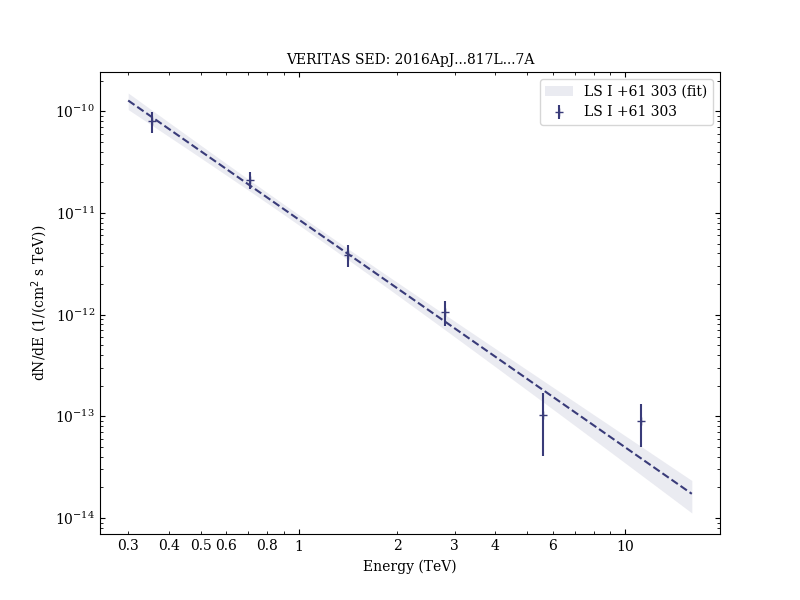 VERITAS SED: 2016ApJ...817L...7A
LS I +61 303 (fit)
LS I +61 303
dN/dE (1/(cm² s TeV))
10⁻¹⁰
10⁻¹¹
10⁻¹²
10⁻¹³
10⁻¹⁴
0.3 0.4 0.5 0.6 0.8 1 2 3 4 6 10
Energy (TeV)